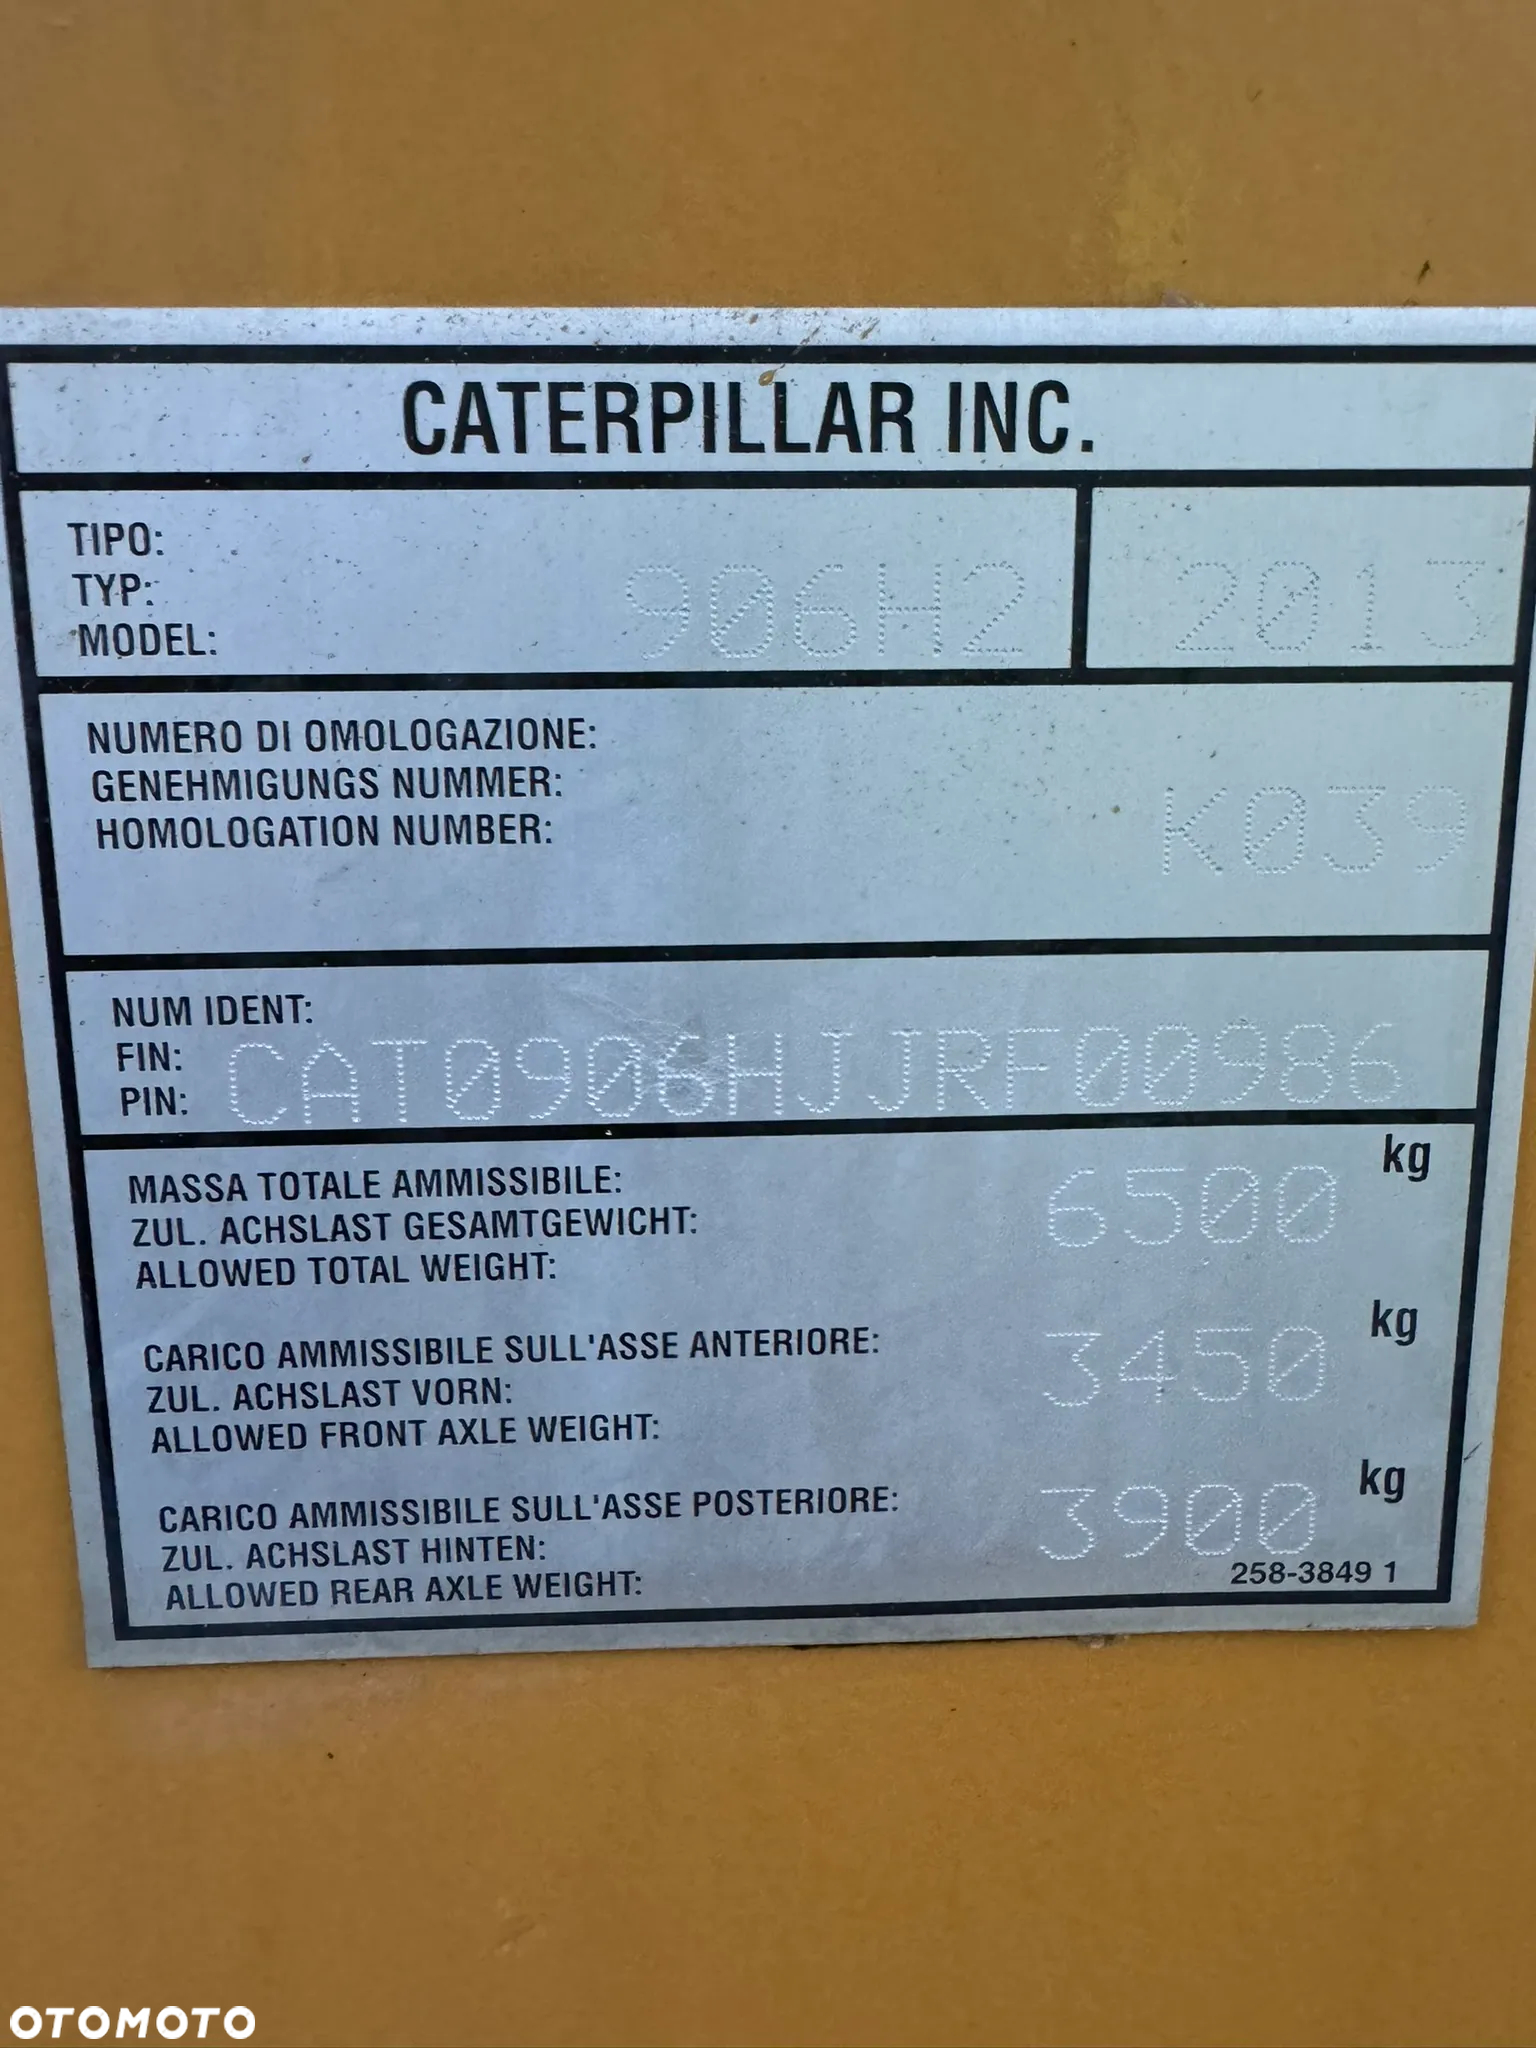 CATERPILLAR INC.
TIPO:
TYP:
MODEL:
906H2
2013
NUMERO DI OMOLOGAZIONE:
GENEHMIGUNGS NUMMER:
HOMOLOGATION NUMBER:
K039
NUM IDENT:
FIN:
PIN:
CAT0906HJJRF00986
MASSA TOTALE AMMISSIBILE:
ZUL. ACHSLAST GESAMTGEWICHT:
ALLOWED TOTAL WEIGHT:
6500 kg
CARICO AMMISSIBILE SULL'ASSE ANTERIORE:
ZUL. ACHSLAST VORN:
ALLOWED FRONT AXLE WEIGHT:
3450 kg
CARICO AMMISSIBILE SULL'ASSE POSTERIORE:
ZUL. ACHSLAST HINTEN:
ALLOWED REAR AXLE WEIGHT:
3900 kg
258-3849 1
OTOMOTO